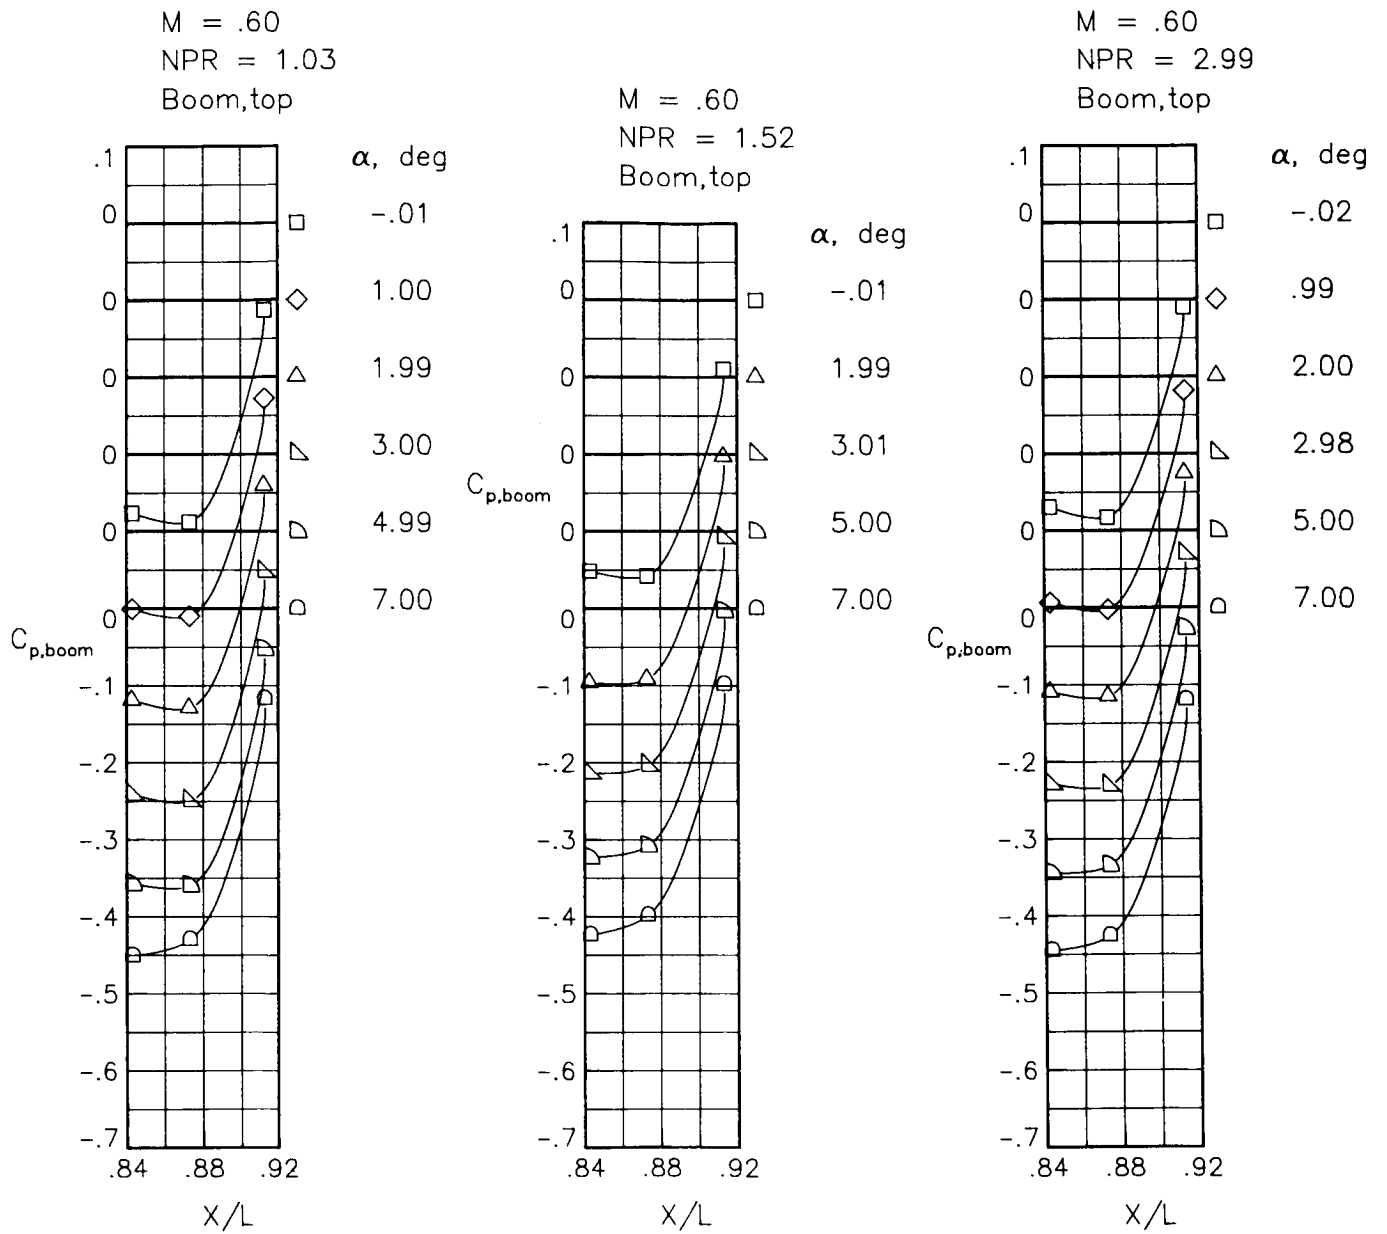 M = .60
NPR = 1.03
Boom,top
α, deg
.1
0 -.01
0 1.00
0 1.99
0 3.00
0 4.99
0 7.00
C p,boom
-.1
-.2
-.3
-.4
-.5
-.6
-.7
.84 .88 .92
X/L
M = .60
NPR = 1.52
Boom,top
α, deg
.1
0 -.01
0 1.99
0 3.01
C p,boom
0 5.00
0 7.00
-.1
-.2
-.3
-.4
-.5
-.6
-.7
.84 .88 .92
X/L
M = .60
NPR = 2.99
Boom,top
α, deg
.1
0 -.02
0 .99
0 2.00
0 2.98
0 5.00
0 7.00
C p,boom
-.1
-.2
-.3
-.4
-.5
-.6
-.7
.84 .88 .92
X/L